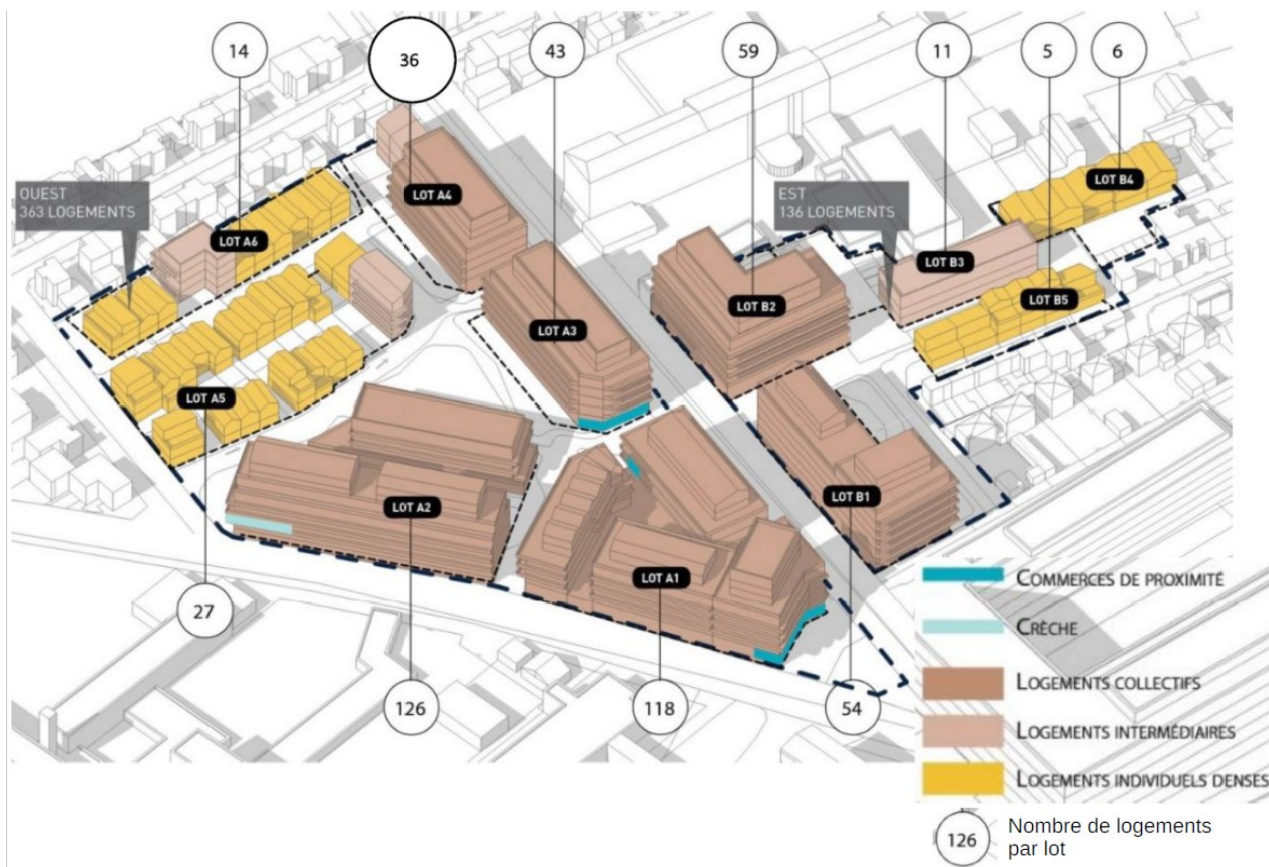 14
36
43
59
11
5
6
OUEST
363 LOGEMENTS
EST
136 LOGEMENTS
LOT A4
LOT B4
LOT A6
LOT B3
LOT B5
LOT B2
LOT A3
LOT A5
LOT A2
LOT B1
LOT A1
27
126
118
54
COMMERCES DE PROXIMITÉ
CRÈCHE
LOGEMENTS COLLECTIFS
LOGEMENTS INTERMÉDIAIRES
LOGEMENTS INDIVIDUELS DENSES
126
Nombre de logements
par lot